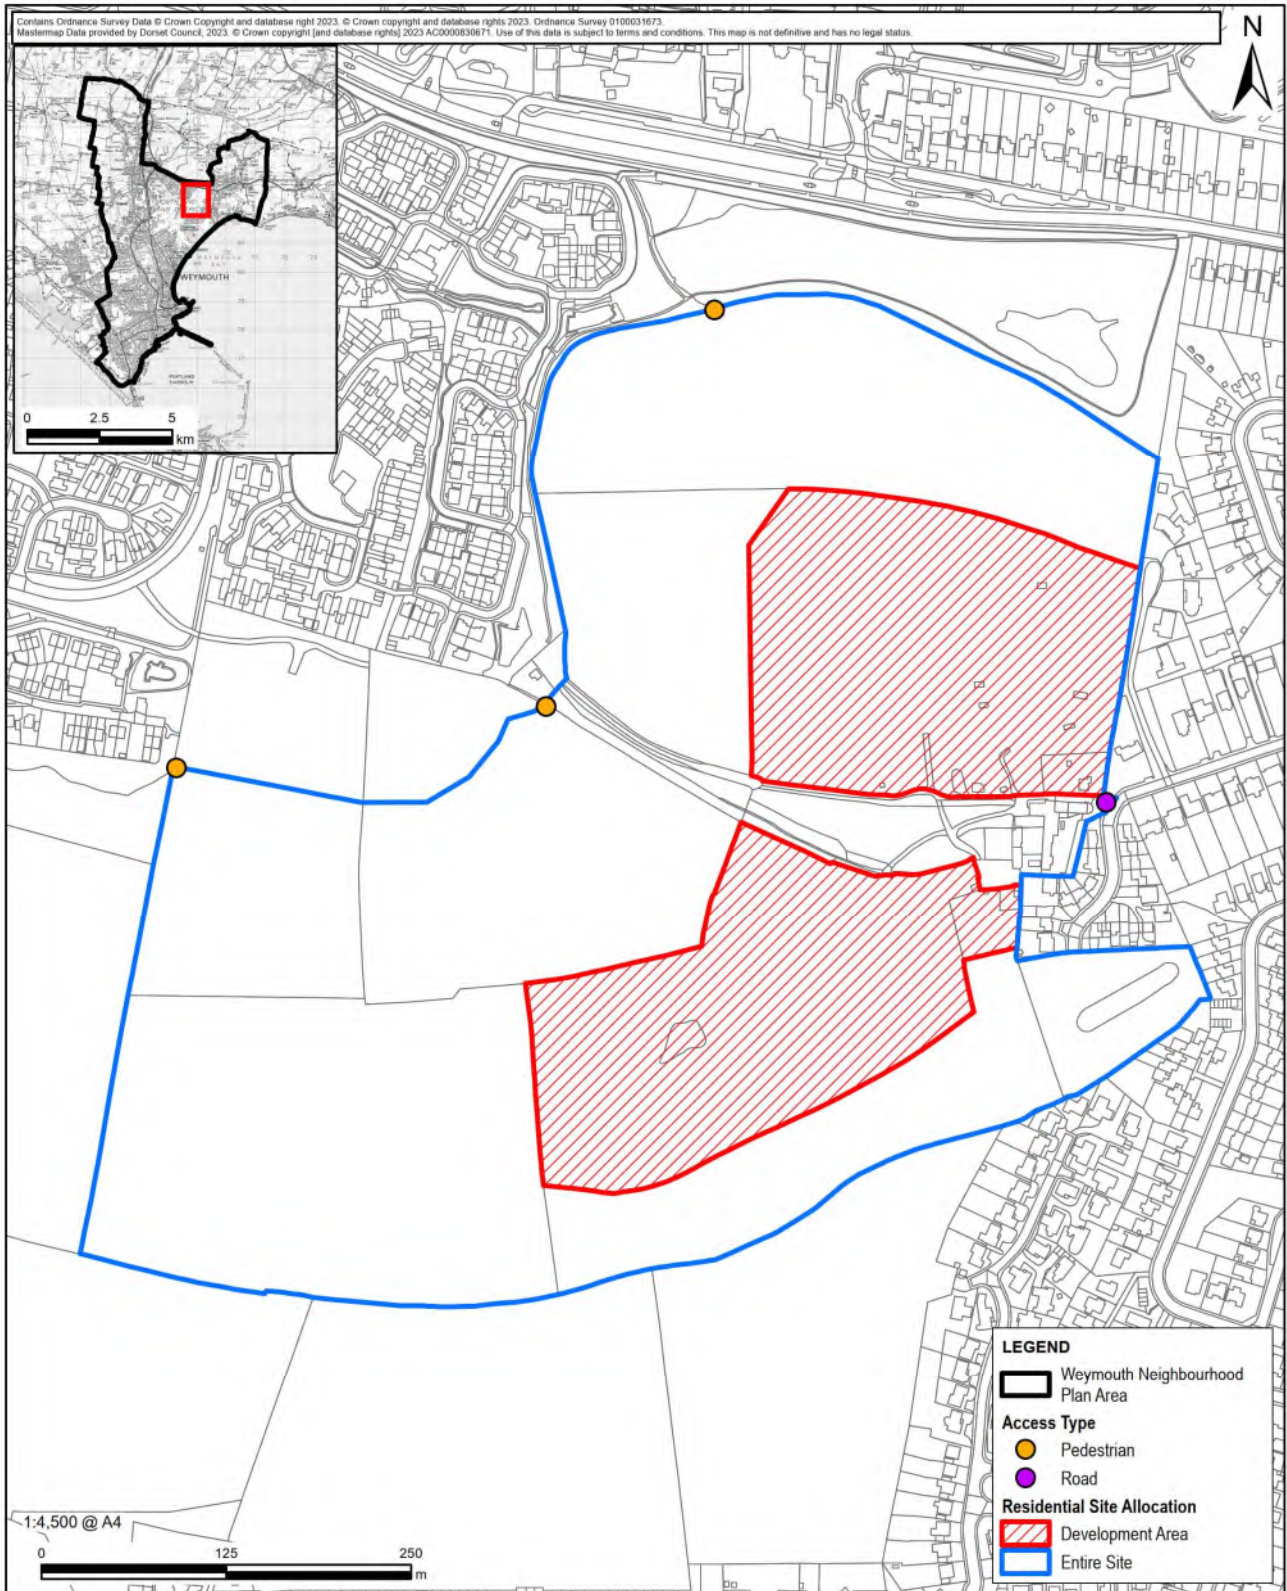 Contains Ordnance Survey Data © Crown Copyright and database right 2023. © Crown copyright and database rights 2023. Ordnance Survey 0100031673.
Mastermap Data provided by Dorset Council, 2023. © Crown copyright [and database rights] 2023 AC0000830671. Use of this data is subject to terms and conditions. This map is not definitive and has no legal status.
N
WEYMOUTH
PORTLAND
HARBOUR
0 2.5 5
km
LEGEND
Weymouth Neighbourhood
Plan Area
Access Type
Pedestrian
Road
Residential Site Allocation
Development Area
Entire Site
1:4,500 @ A4
0 125 250
m